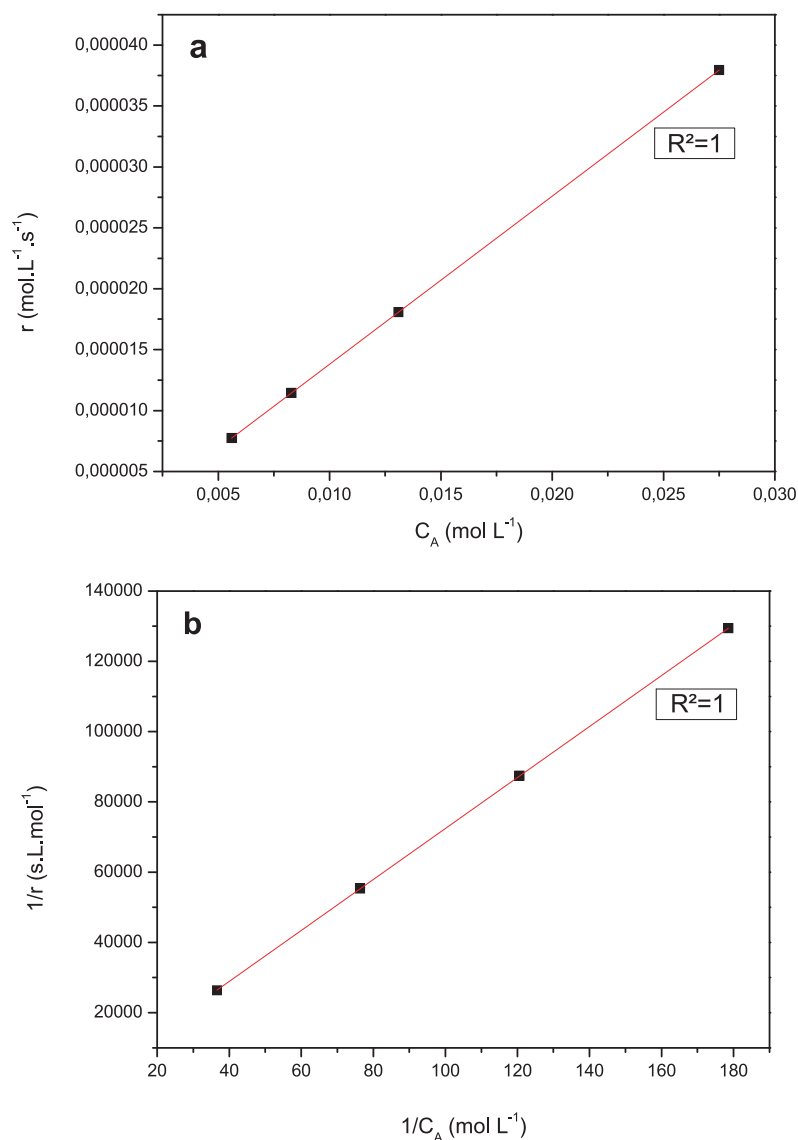 a
0,000040
0,000035
0,000030
0,000025
0,000020
0,000015
0,000010
0,000005
r (mol.L⁻¹.s⁻¹)
R²=1
0,005 0,010 0,015 0,020 0,025 0,030
C_A (mol L⁻¹)
b
140000
120000
100000
80000
60000
40000
20000
1/r (s.L.mol⁻¹)
R²=1
20 40 60 80 100 120 140 160 180
1/C_A (mol L⁻¹)